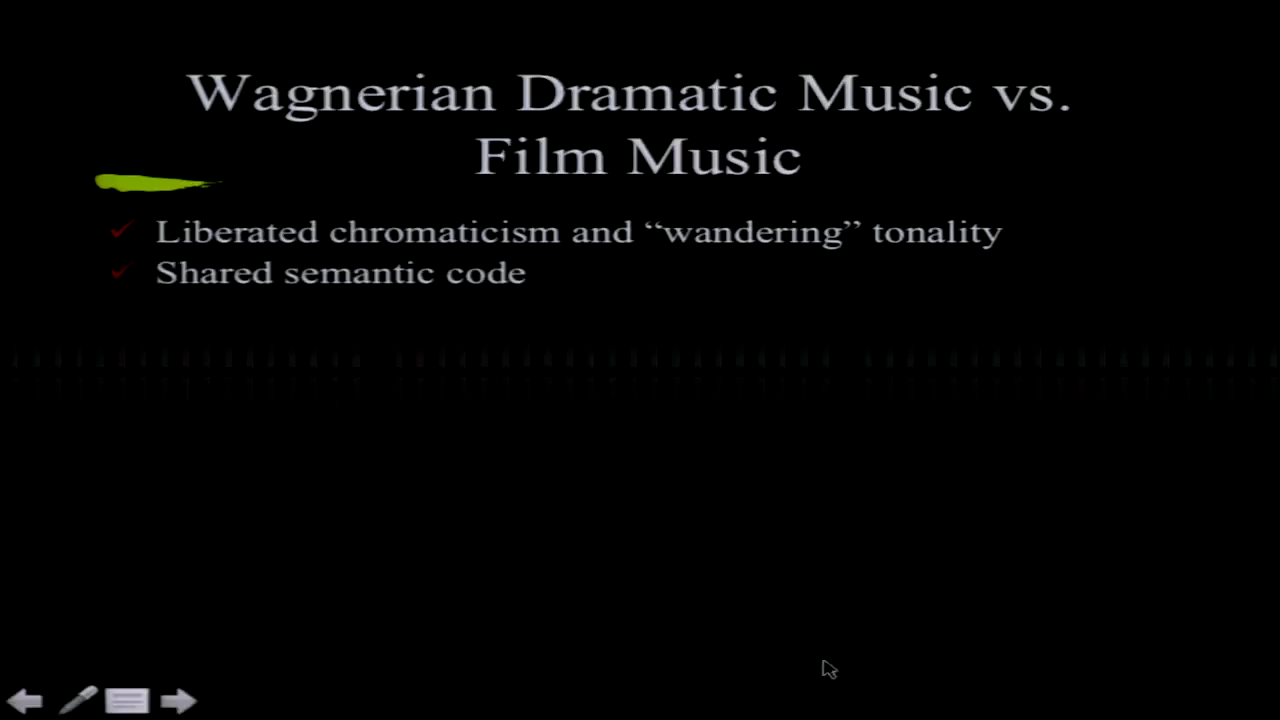 Wagnerian Dramatic Music vs.
Film Music
Liberated chromaticism and “wandering” tonality
Shared semantic code